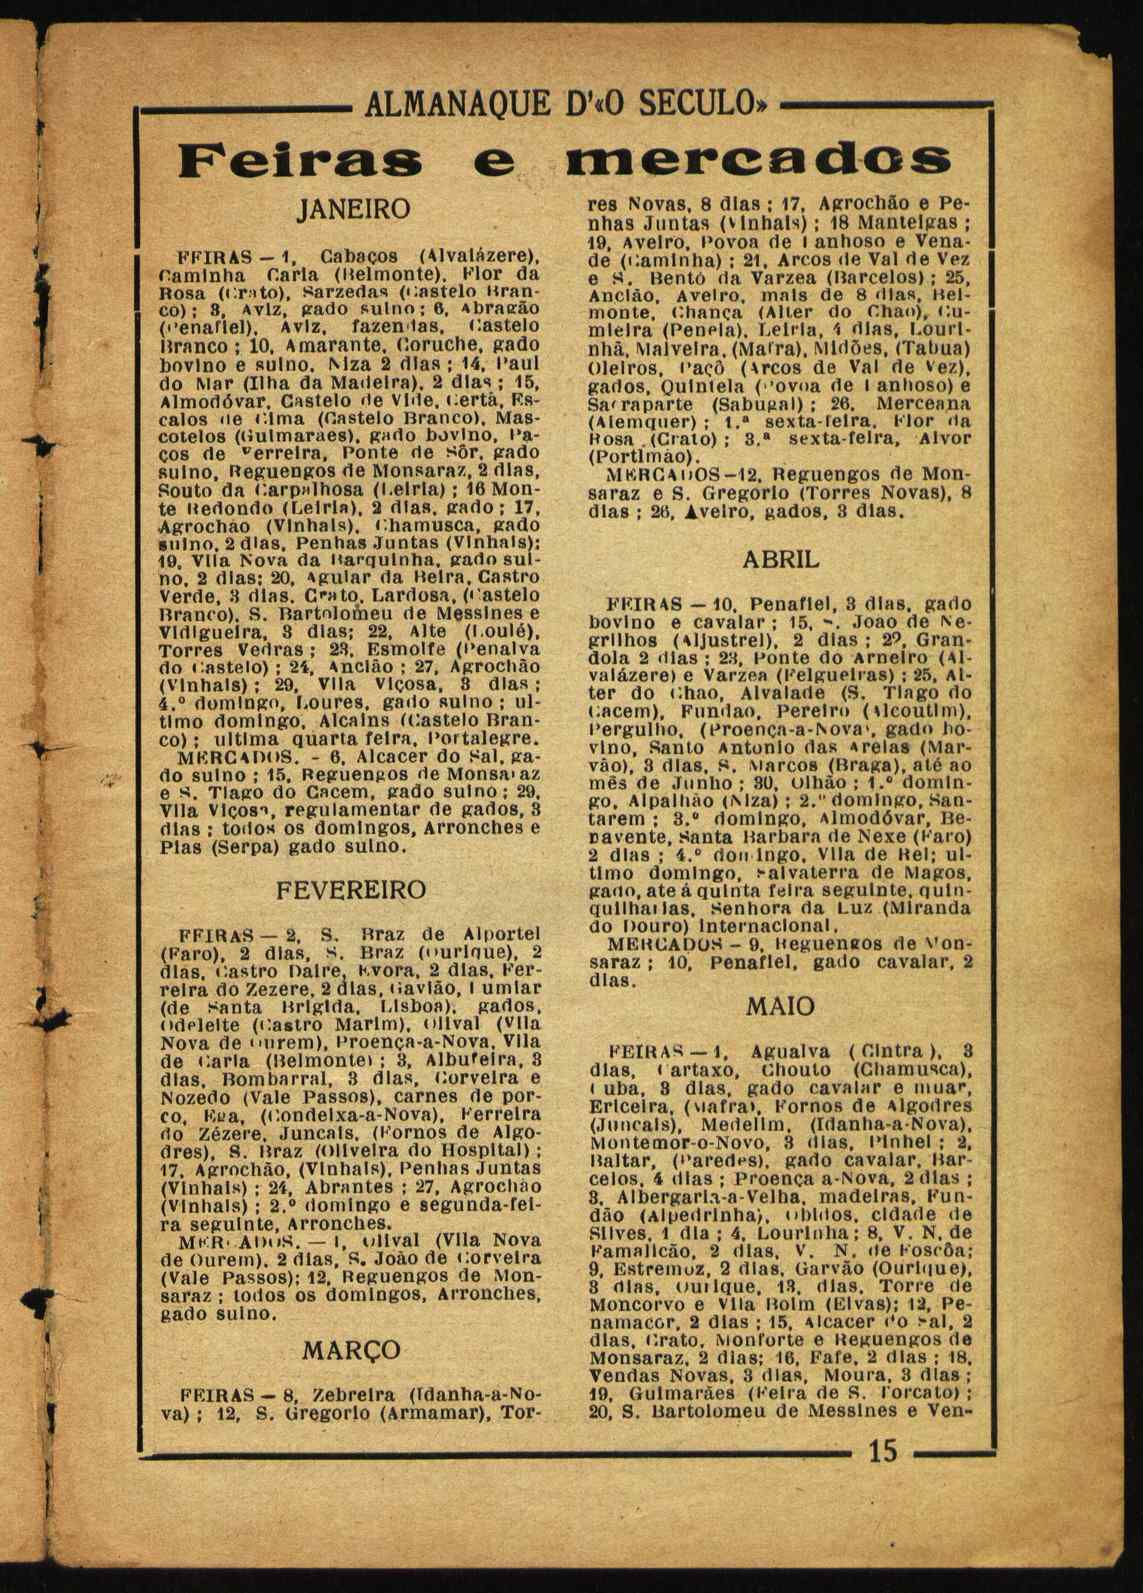 ALMANAQUE D'«O SECULO»
Feiras e mercados
JANEIRO
FEIRAS — 1, Cabaços (Alvaiázere),
Caminha Caria (Belmonte), Flor da
Rosa (Crato), Sarzedas (Castelo Bran-
co) ; 3, Aviz, gado suino ; 6, Abragão
(Penafiel), Aviz, fazendas, Castelo
Branco ; 10, Amarante, Coruche, gado
bovino e suino, Niza 2 dias ; 14, Paul
do Mar (Ilha da Madeira), 2 dias ; 15,
Almodóvar, Castelo de Vide, Certã, Es-
calos de Cima (Castelo Branco), Mas-
cotelos (Guimarães), gado bovino, Pa-
ços de Ferreira, Ponte de Sôr, gado
suino, Reguengos de Monsaraz, 2 dias,
Souto da Carpalhosa (Leiria) ; 16 Mon-
te Redondo (Leiria), 2 dias, gado ; 17,
Agrochão (Vinhais), Chamusca, gado
suino, 2 dias, Penhas Juntas (Vinhais);
19, Vila Nova da Barquinha, gado sui-
no, 2 dias; 20, Aguiar da Beira, Castro
Verde, 3 dias, Crato, Lardosa, (Castelo
Branco), S. Bartolomeu de Messines e
Vidigueira, 3 dias; 22, Alte (Loulé),
Torres Vedras ; 23, Esmolfe (Penalva
do Castelo) ; 24, Ancião ; 27, Agrochão
(Vinhais) ; 29, Vila Viçosa, 3 dias ;
4.º domingo, Loures, gado suino ; ul-
timo domingo, Alcains (Castelo Bran-
co) ; ultima quarta feira, Portalegre.
MERCADOS. - 6, Alcacer do Sal, ga-
do suino ; 15, Reguengos de Monsaraz
e S. Tiago do Cacem, gado suino ; 29,
Vila Viçosa, regulamentar de gados, 3
dias ; todos os domingos, Arronches e
Pias (Serpa) gado suino.
FEVEREIRO
FEIRAS — 2, S. Braz de Alportel
(Faro), 2 dias, S. Braz (Ourique), 2
dias, Castro Daire, Evora, 2 dias, Fer-
reira do Zezere, 2 dias, Gavião, Lumiar
(de Santa Brigida, Lisboa), gados,
Odeleite (Castro Marim), Olival (Vila
Nova de Ourem), Proença-a-Nova, Vila
de Caria (Belmonte) ; 3, Albufeira, 3
dias, Bombarral, 3 dias, Corveira e
Nozedo (Vale Passos), carnes de por-
co, Ega, (Condeixa-a-Nova), Ferreira
do Zézere, Juncais, (Fornos de Algo-
dres), S. Braz (Oliveira do Hospital) ;
17, Agrochão, (Vinhais), Penhas Juntas
(Vinhais) ; 24, Abrantes ; 27, Agrochão
(Vinhais) ; 2.º domingo e segunda-fei-
ra seguinte, Arronches.
MERCADOS. — 1, Olival (Vila Nova
de Ourem), 2 dias, S. João de Corveira
(Vale Passos); 12, Reguengos de Mon-
saraz ; todos os domingos, Arronches,
gado suino.
MARÇO
FEIRAS — 8, Zebreira (Idanha-a-No-
va) ; 12, S. Gregorio (Armamar), Tor-
res Novas, 8 dias ; 17, Agrochão e Pe-
nhas Juntas (Vinhais) ; 18 Manteigas ;
19, Aveiro, Povoa de Lanhoso e Vena-
de (Caminha) ; 21, Arcos de Val de Vez
e S. Bento da Varzea (Barcelos) ; 25,
Ancião, Aveiro, mais de 8 dias, Bel-
monte, Chança (Alter do Chao), Cu-
mieira (Penela), Leiria, 4 dias, Louri-
nhã, Malveira, (Mafra), Midões, (Tabua)
Oleiros, Paçô (Arcos de Val de Vez),
gados, Quintela (Povoa de Lanhoso) e
Sacraparte (Sabugal) ; 26, Merceana
(Alemquer) ; 1.ª sexta-feira, Flor da
Rosa (Crato) ; 3.ª sexta-feira, Alvor
(Portimão).
MERCADOS—12, Reguengos de Mon-
saraz e S. Gregorio (Torres Novas), 8
dias ; 26, Aveiro, gados, 3 dias.
ABRIL
FEIRAS — 10, Penafiel, 3 dias, gado
bovino e cavalar ; 15, S. Joao de Ne-
grilhos (Aljustrel), 2 dias ; 22, Gran-
dola 2 dias ; 23, Ponte do Arneiro (Al-
vaiázere) e Varzea (Felgueiras) ; 25, Al-
ter do Chao, Alvalade (S. Tiago do
Cacem), Fundao, Pereiro (Alcoutim),
Pergulho, (Proença-a-Nova), gado bo-
vino, Santo Antonio das Areias (Mar-
vão), 3 dias, S. Marcos (Braga), até ao
mês de Junho ; 30, Olhão ; 1.º domin-
go, Alpalhão (Niza) ; 2.º domingo, San-
tarem ; 3.º domingo, Almodóvar, Be-
navente, Santa Barbara de Nexe (Faro)
2 dias ; 4.º domingo, Vila de Rei; ul-
timo domingo, Salvaterra de Magos,
gado, ate á quinta feira seguinte, quin-
quilharias, Senhora da Luz (Miranda
do Douro) internacional,
MERCADOS — 9, Reguengos de Mon-
saraz ; 10, Penafiel, gado cavalar, 2
dias.
MAIO
FEIRAS — 1, Agualva (Cintra), 3
dias, Cartaxo, Chouto (Chamusca),
Cuba, 3 dias, gado cavalar e muar,
Ericeira, (Mafra), Fornos de Algodres
(Juncais), Medelim, (Idanha-a-Nova),
Montemor-o-Novo, 3 dias, Pinhel ; 2,
Baltar, (Paredes), gado cavalar, Bar-
celos, 4 dias ; Proença a-Nova, 2 dias ;
3, Albergaria-a-Velha, madeiras, Fun-
dão (Alpedrinha), Obidos, cidade de
Silves, 1 dia ; 4, Lourinha ; 8, V. N. de
Famalicão, 2 dias, V. N. de Foscôa;
9, Estremoz, 2 dias, Garvão (Ourique),
3 dias, Ourique, 13, dias, Torre de
Moncorvo e Vila Boim (Elvas); 12, Pe-
namacor, 2 dias ; 15, Alcacer do Sal, 2
dias, Crato, Monforte e Reguengos de
Monsaraz, 2 dias; 16, Fafe, 2 dias ; 18,
Vendas Novas, 3 dias, Moura, 3 dias ;
19, Guimarães (Feira de S. Torcato) ;
20, S. Bartolomeu de Messines e Ven-
15